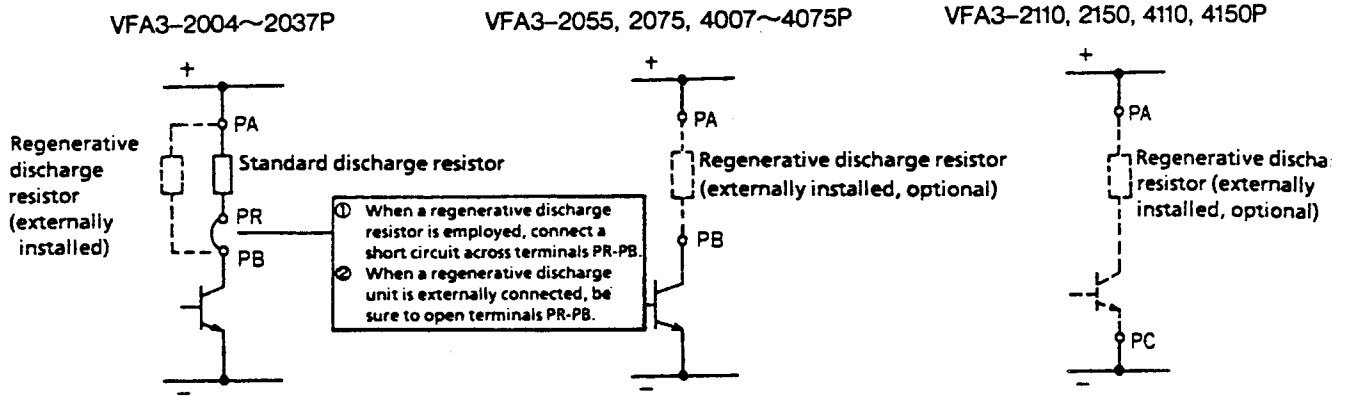 VFA3-2004～2037P
+
PA
Regenerative
discharge
resistor
(externally
installed)
Standard discharge resistor
PR
PB
-
① When a regenerative discharge
resistor is employed, connect a
short circuit across terminals PR-PB.
② When a regenerative discharge
unit is externally connected, be
sure to open terminals PR-PB.
VFA3-2055, 2075, 4007～4075P
+
PA
Regenerative discharge resistor
(externally installed, optional)
PB
-
VFA3-2110, 2150, 4110, 4150P
+
PA
Regenerative discha
resistor (externally
installed, optional)
PC
-